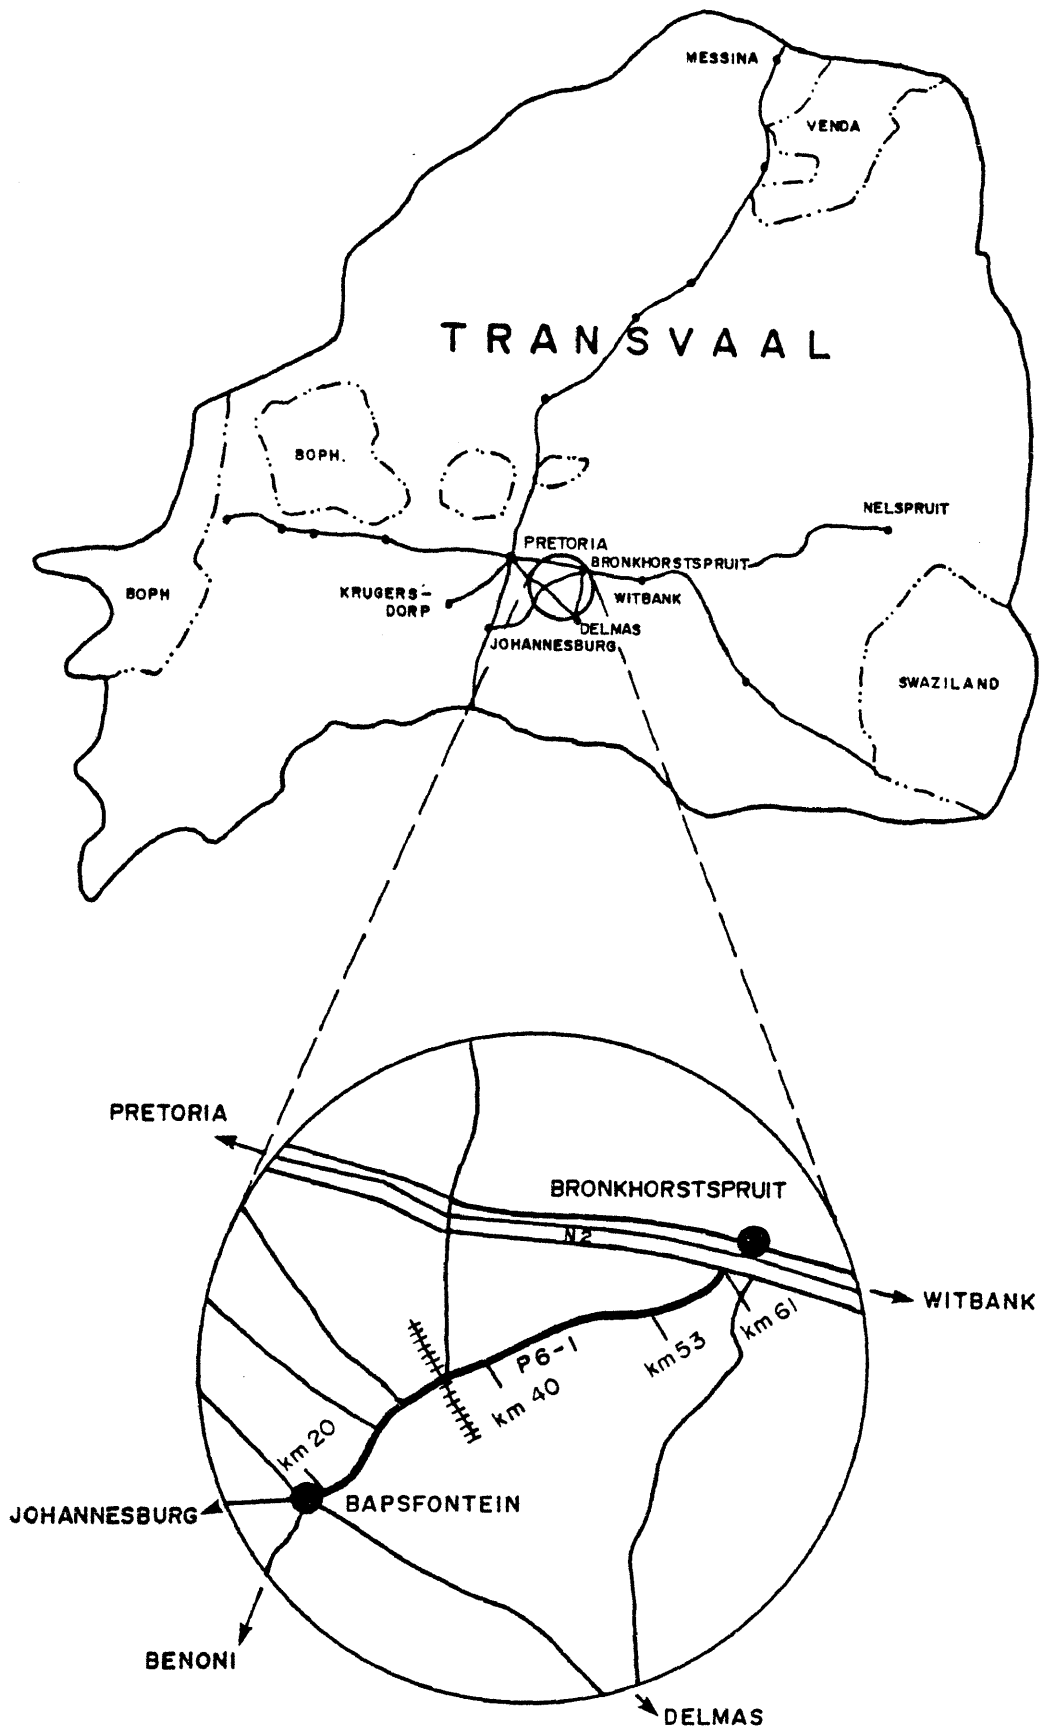 MESSINA
VENDA
TRANSVAAL
BOPH.
NELSPRUIT
PRETORIA
BRONKHORSTSPRUIT
BOPH
KRUGERS-
DORP
WITBANK
DELMAS
JOHANNESBURG
SWAZILAND
PRETORIA
BRONKHORSTSPRUIT
N2
WITBANK
km 61
km 53
P6-1
km 40
km 20
BAPSFONTEIN
JOHANNESBURG
BENONI
DELMAS